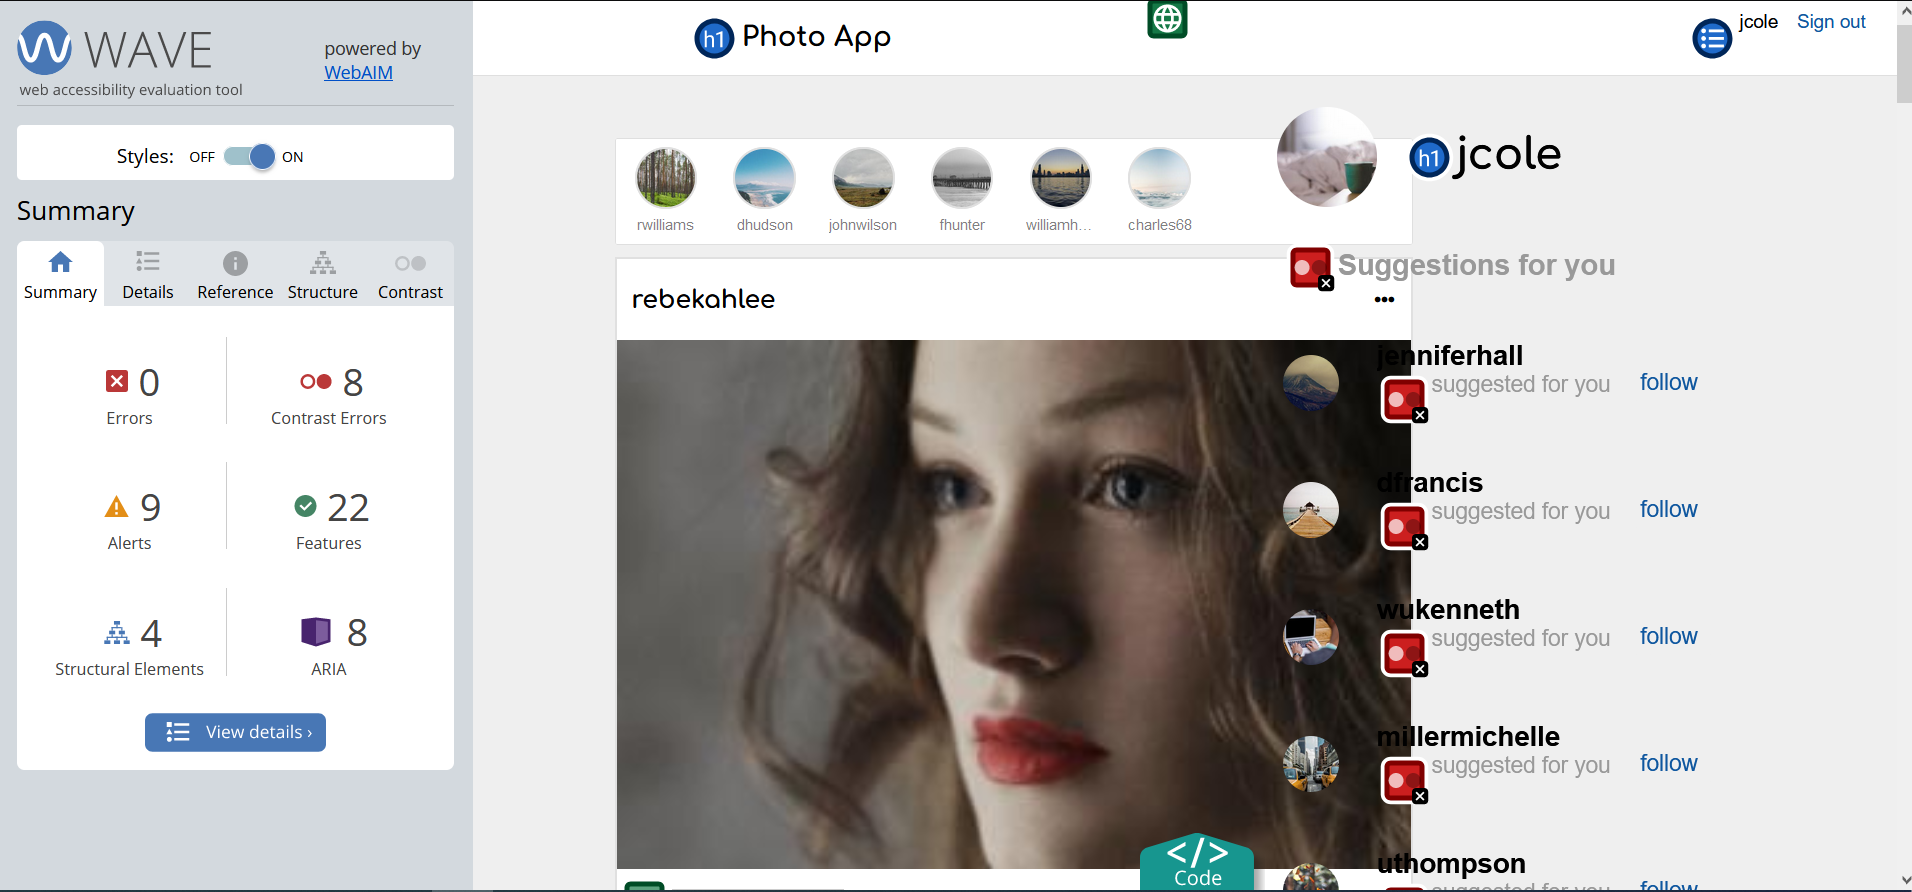 WAVE
powered by
WebAIM
web accessibility evaluation tool
Styles: OFF ON
Summary
Summary Details Reference Structure Contrast
0
Errors
8
Contrast Errors
9
Alerts
22
Features
4
Structural Elements
8
ARIA
View details ›
h1 Photo App
jcole Sign out
rwilliams dhudson johnwilson fhunter williamh... charles68
h1 jcole
Suggestions for you
rebekahlee •••
jenniferhall
suggested for you follow
dfrancis
suggested for you follow
wukenneth
suggested for you follow
millermichelle
suggested for you follow
uthompson
suggested for you follow
</>
Code